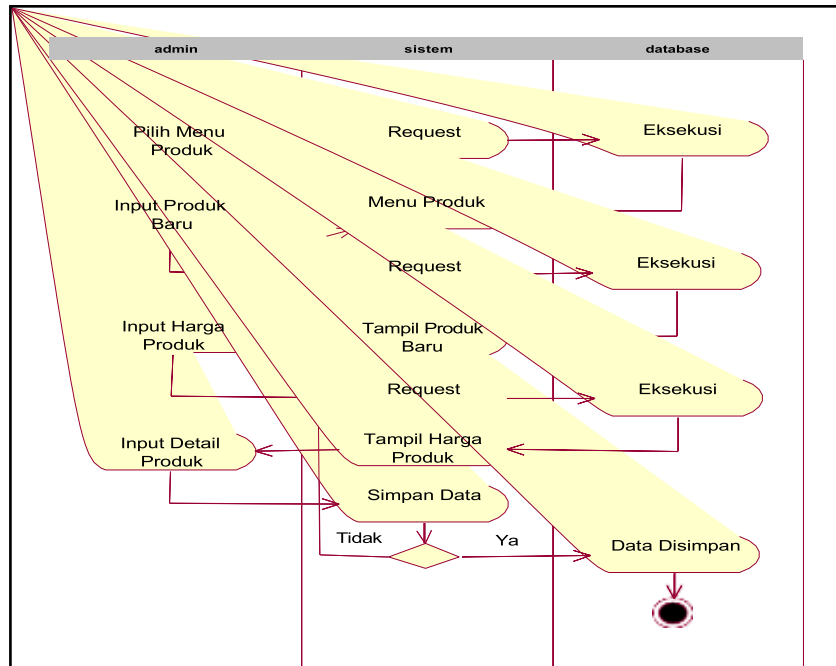 admin
sistem
database
Pilih Menu
Produk
Request
Eksekusi
Input Produk
Baru
Menu Produk
Request
Eksekusi
Input Harga
Produk
Tampil Produk
Baru
Request
Eksekusi
Input Detail
Produk
Tampil Harga
Produk
Simpan Data
Tidak
Ya
Data Disimpan